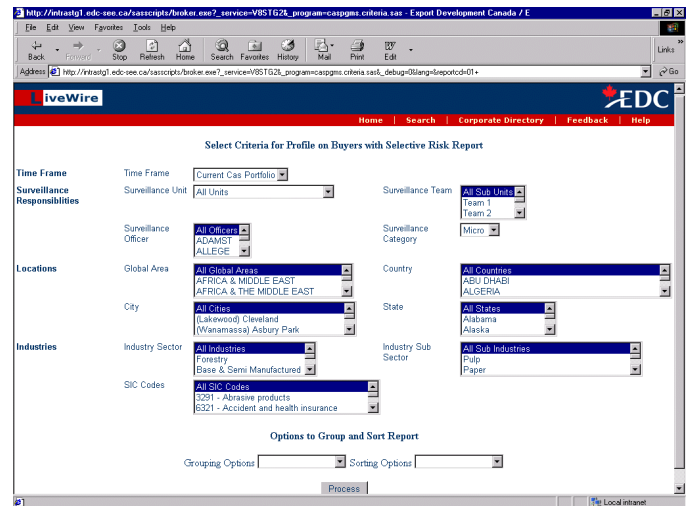 http://intrastg1.edc-see.ca/sasscripts/broker.exe?_service=V8STG2&_program=caspgms.criteria.sas - Export Development Canada / E
File Edit View Favorites Tools Help
Back Forward Stop Refresh Home Search Favorites History Mail Print Edit Links
Address http://intrastg1.edc-see.ca/sasscripts/broker.exe?_service=V8STG2&_program=caspgms.criteria.sas&_debug=0&lang=&reportcd=01+ Go
LiveWire EDC
Home | Search | Corporate Directory | Feedback | Help
Select Criteria for Profile on Buyers with Selective Risk Report
Time Frame Time Frame Current Cas Portfolio
Surveillance Responsiblities Surveillance Unit All Units Surveillance Team All Sub Units
Team 1
Team 2
Surveillance Officer All Officers Surveillance Category Micro
ADAMST
ALLEGE
Locations Global Area All Global Areas Country All Countries
AFRICA & MIDDLE EAST ABU DHABI
AFRICA & THE MIDDLE EAST ALGERIA
City All Cities State All States
(Lakewood) Cleveland Alabama
(Wanamassa) Asbury Park Alaska
Industries Industry Sector All Industries Industry Sub Sector All Sub Industries
Forestry Pulp
Base & Semi Manufactured Paper
SIC Codes All SIC Codes
3291 - Abrasive products
6321 - Accident and health insurance
Options to Group and Sort Report
Grouping Options Sorting Options
Process
Local intranet